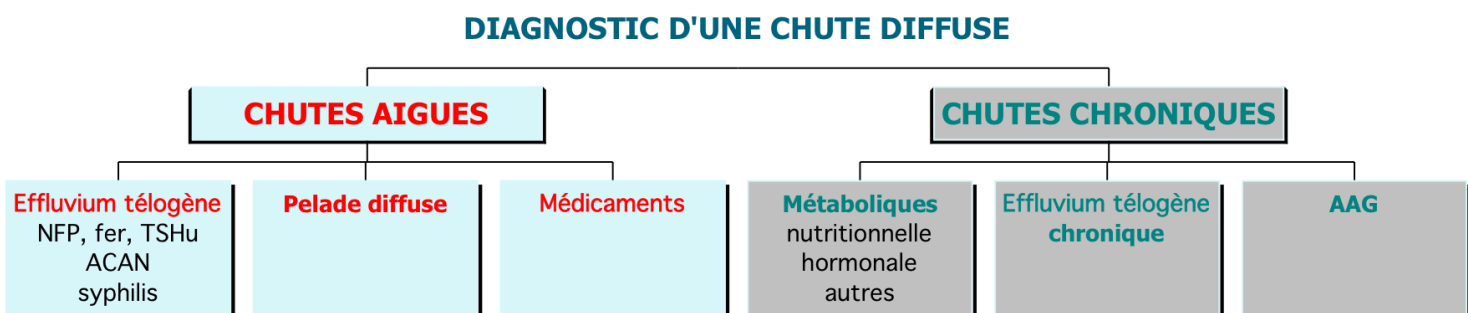 DIAGNOSTIC D'UNE CHUTE DIFFUSE
CHUTES AIGUES
CHUTES CHRONIQUES
Effluvium télogène
NFP, fer, TSHu
ACAN
syphilis
Pelade diffuse
Médicaments
Métaboliques
nutritionnelle
hormonale
autres
Effluvium télogène
chronique
AAG